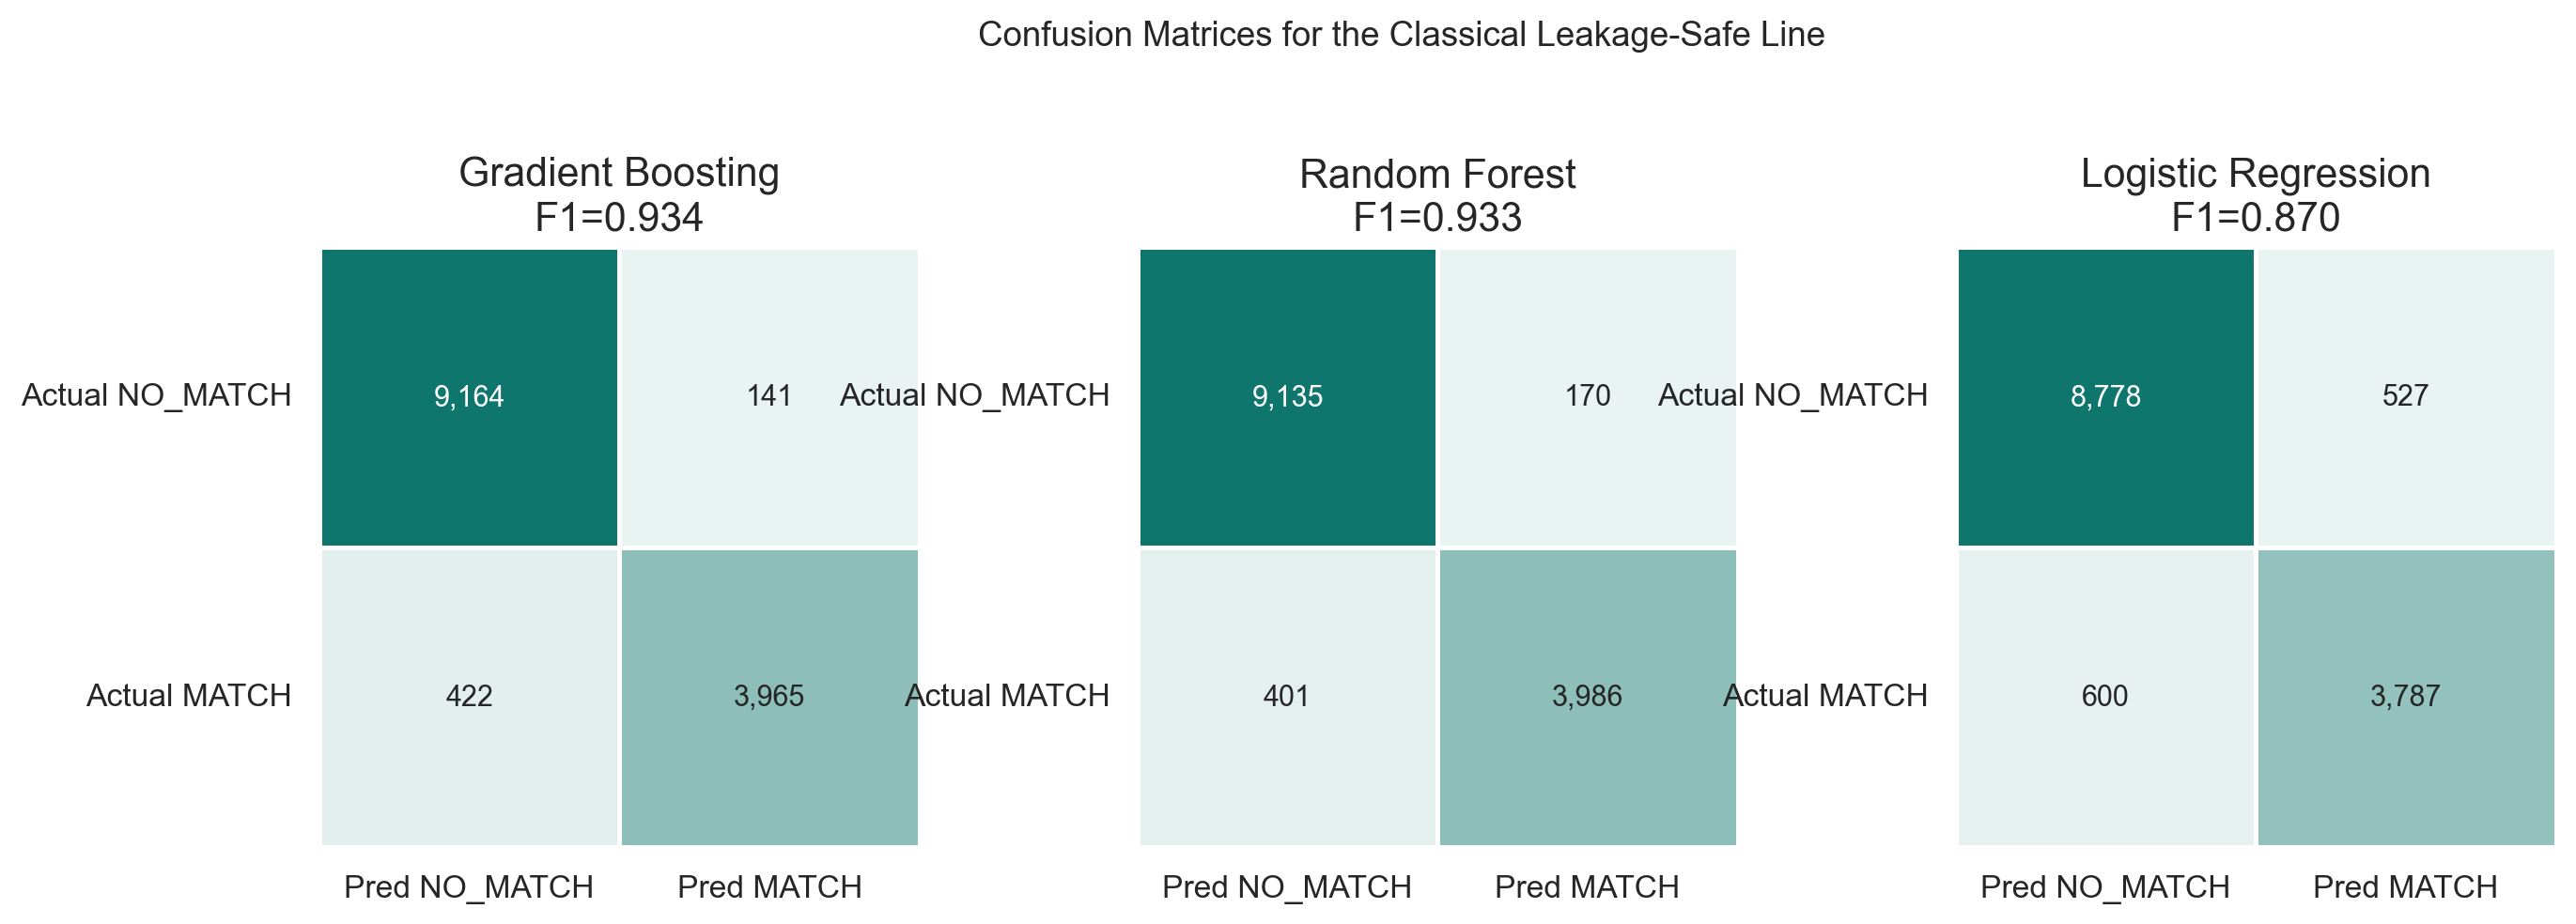 Confusion Matrices for the Classical Leakage-Safe Line
Gradient Boosting
F1=0.934
Actual NO_MATCH
9,164
141
Actual MATCH
422
3,965
Pred NO_MATCH
Pred MATCH
Random Forest
F1=0.933
Actual NO_MATCH
9,135
170
Actual MATCH
401
3,986
Pred NO_MATCH
Pred MATCH
Logistic Regression
F1=0.870
Actual NO_MATCH
8,778
527
Actual MATCH
600
3,787
Pred NO_MATCH
Pred MATCH